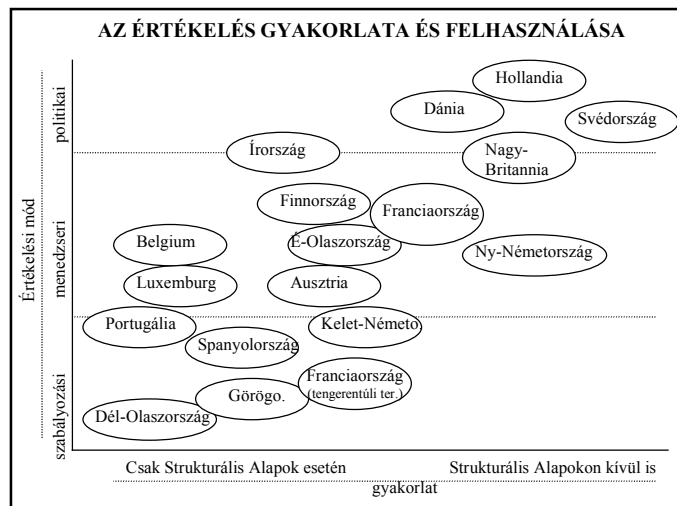 AZ ÉRTÉKELÉS GYAKORLATA ÉS FELHASZNÁLÁSA
Értékelési mód
politikai
menedzseri
szabályozási
Hollandia
Dánia
Svédország
Írország
Nagy-
Britannia
Finnország
Franciaország
Belgium
É-Olaszország
Ny-Németország
Luxemburg
Ausztria
Portugália
Kelet-Németo.
Spanyolország
Franciaország
(tengerentúli ter.)
Görögo.
Dél-Olaszország
Csak Strukturális Alapok esetén
Strukturális Alapokon kívül is
gyakorlat